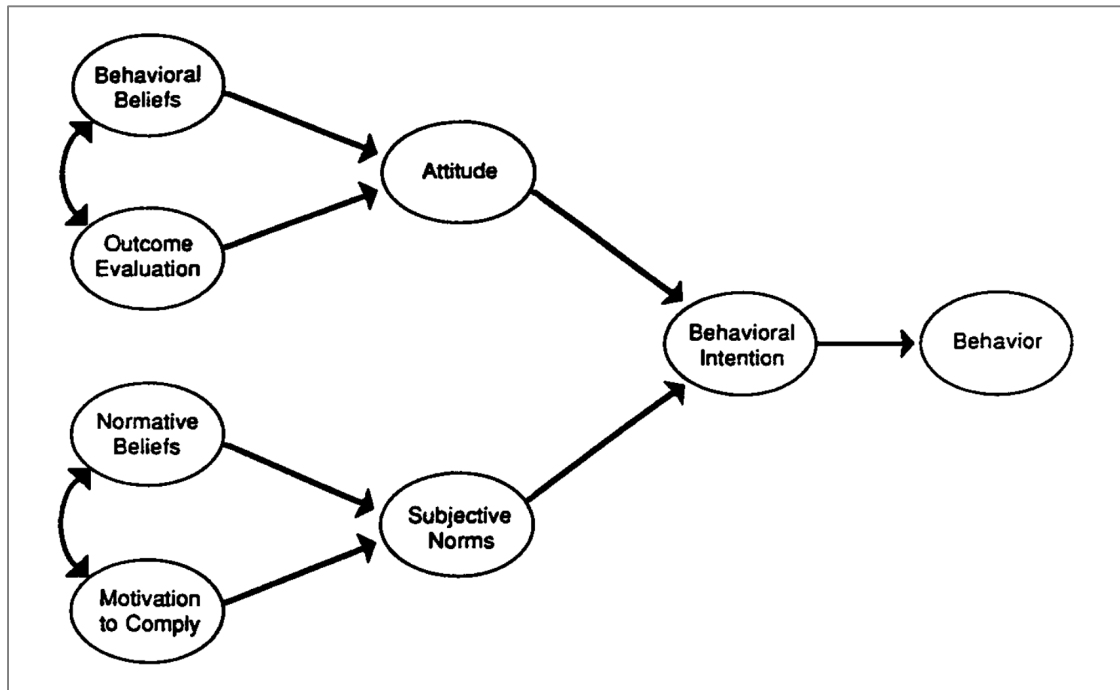 Behavioral
Beliefs
Attitude
Outcome
Evaluation
Behavioral
Intention
Behavior
Normative
Beliefs
Subjective
Norms
Motivation
to Comply